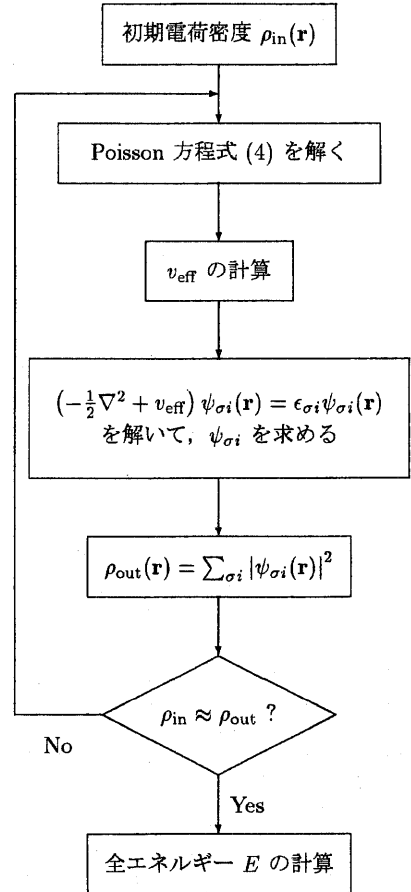 初期電荷密度 ρ_in(𝐫)
Poisson 方程式 (4) を解く
v_eff の計算
(−½∇² + v_eff) ψ_σi(𝐫) = ϵ_σi ψ_σi(𝐫)
を解いて, ψ_σi を求める
ρ_out(𝐫) = ∑_σi |ψ_σi(𝐫)|²
ρ_in ≈ ρ_out ?
No
Yes
全エネルギー E の計算